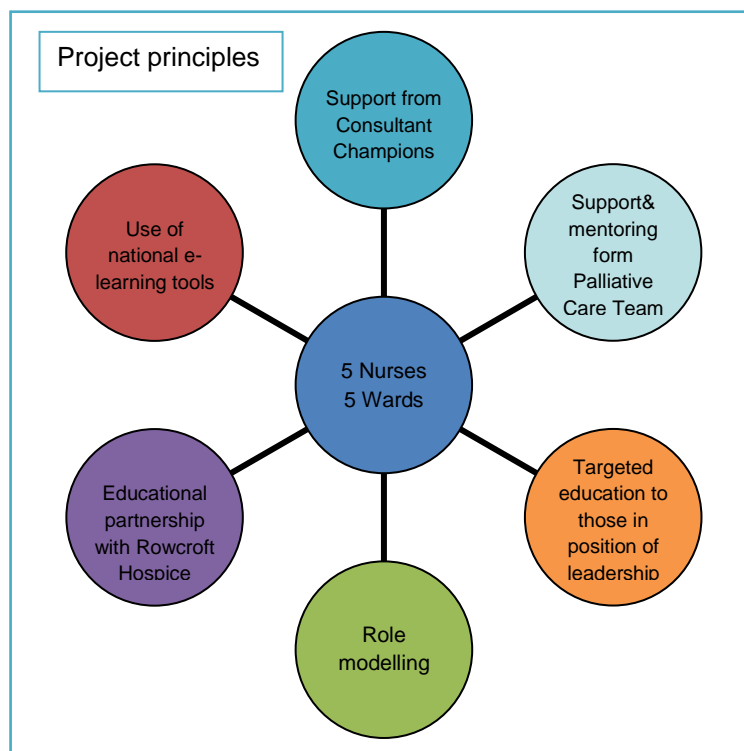 Project principles
Support from
Consultant
Champions
Support&
mentoring
form
Palliative
Care Team
Targeted
education to
those in
position of
leadership
Role
modelling
Educational
partnership
with Rowcroft
Hospice
Use of
national e-
learning tools
5 Nurses
5 Wards